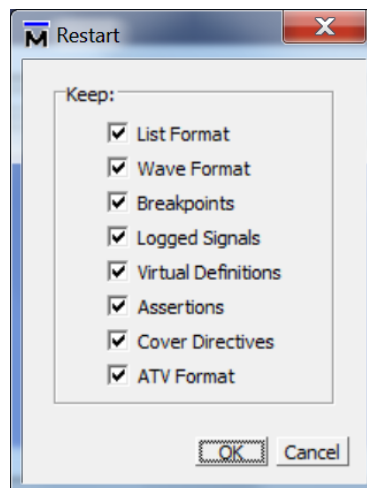 Restart
Keep:
List Format
Wave Format
Breakpoints
Logged Signals
Virtual Definitions
Assertions
Cover Directives
ATV Format
OK Cancel